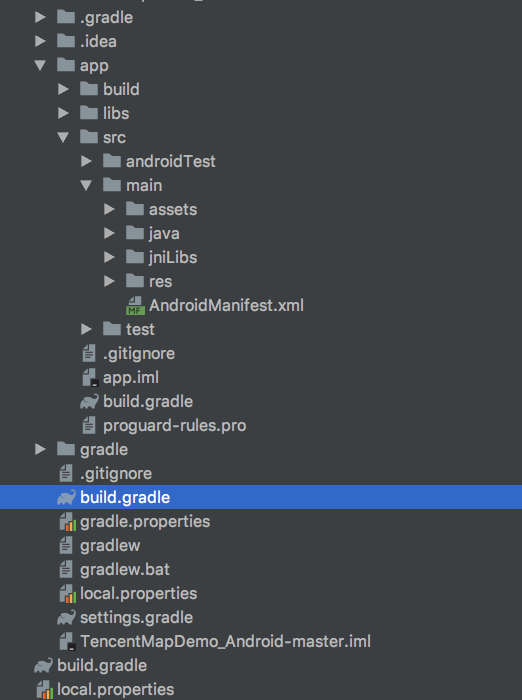 .gradle
.idea
app
build
libs
src
androidTest
main
assets
java
jniLibs
res
MF AndroidManifest.xml
test
.gitignore
app.iml
build.gradle
proguard-rules.pro
gradle
.gitignore
build.gradle
gradle.properties
gradlew
gradlew.bat
local.properties
settings.gradle
TencentMapDemo_Android-master.iml
build.gradle
local.properties